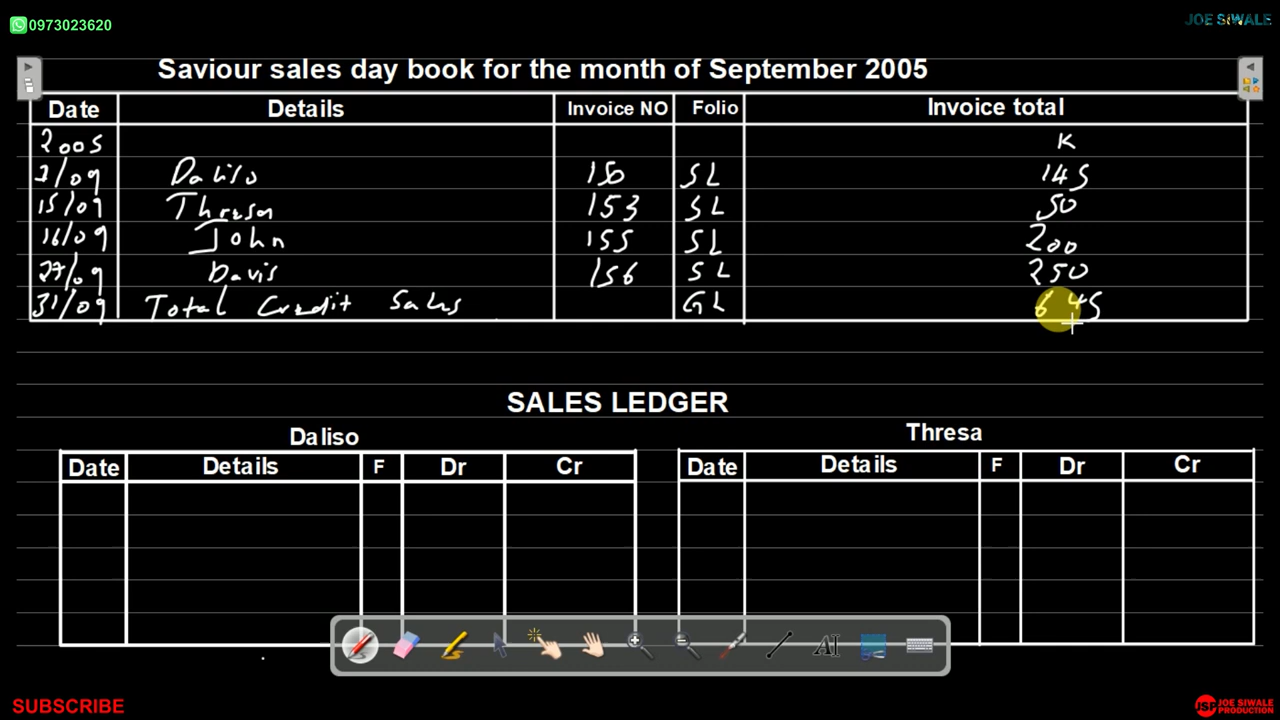 0973023620
JOE SIWALE
Saviour sales day book for the month of September 2005
Date Details Invoice NO Folio Invoice total
2005 K
/09 Daliso 150 SL 145
15/09 Thresa 153 SL 50
16/09 John 155 SL 200
27/09 Davis 156 SL 250
31/09 Total Credit Sales GL 645
SALES LEDGER
Daliso Thresa
Date Details F Dr Cr Date Details F Dr Cr
AI
SUBSCRIBE
JSP JOE SIWALE
PRODUCTION